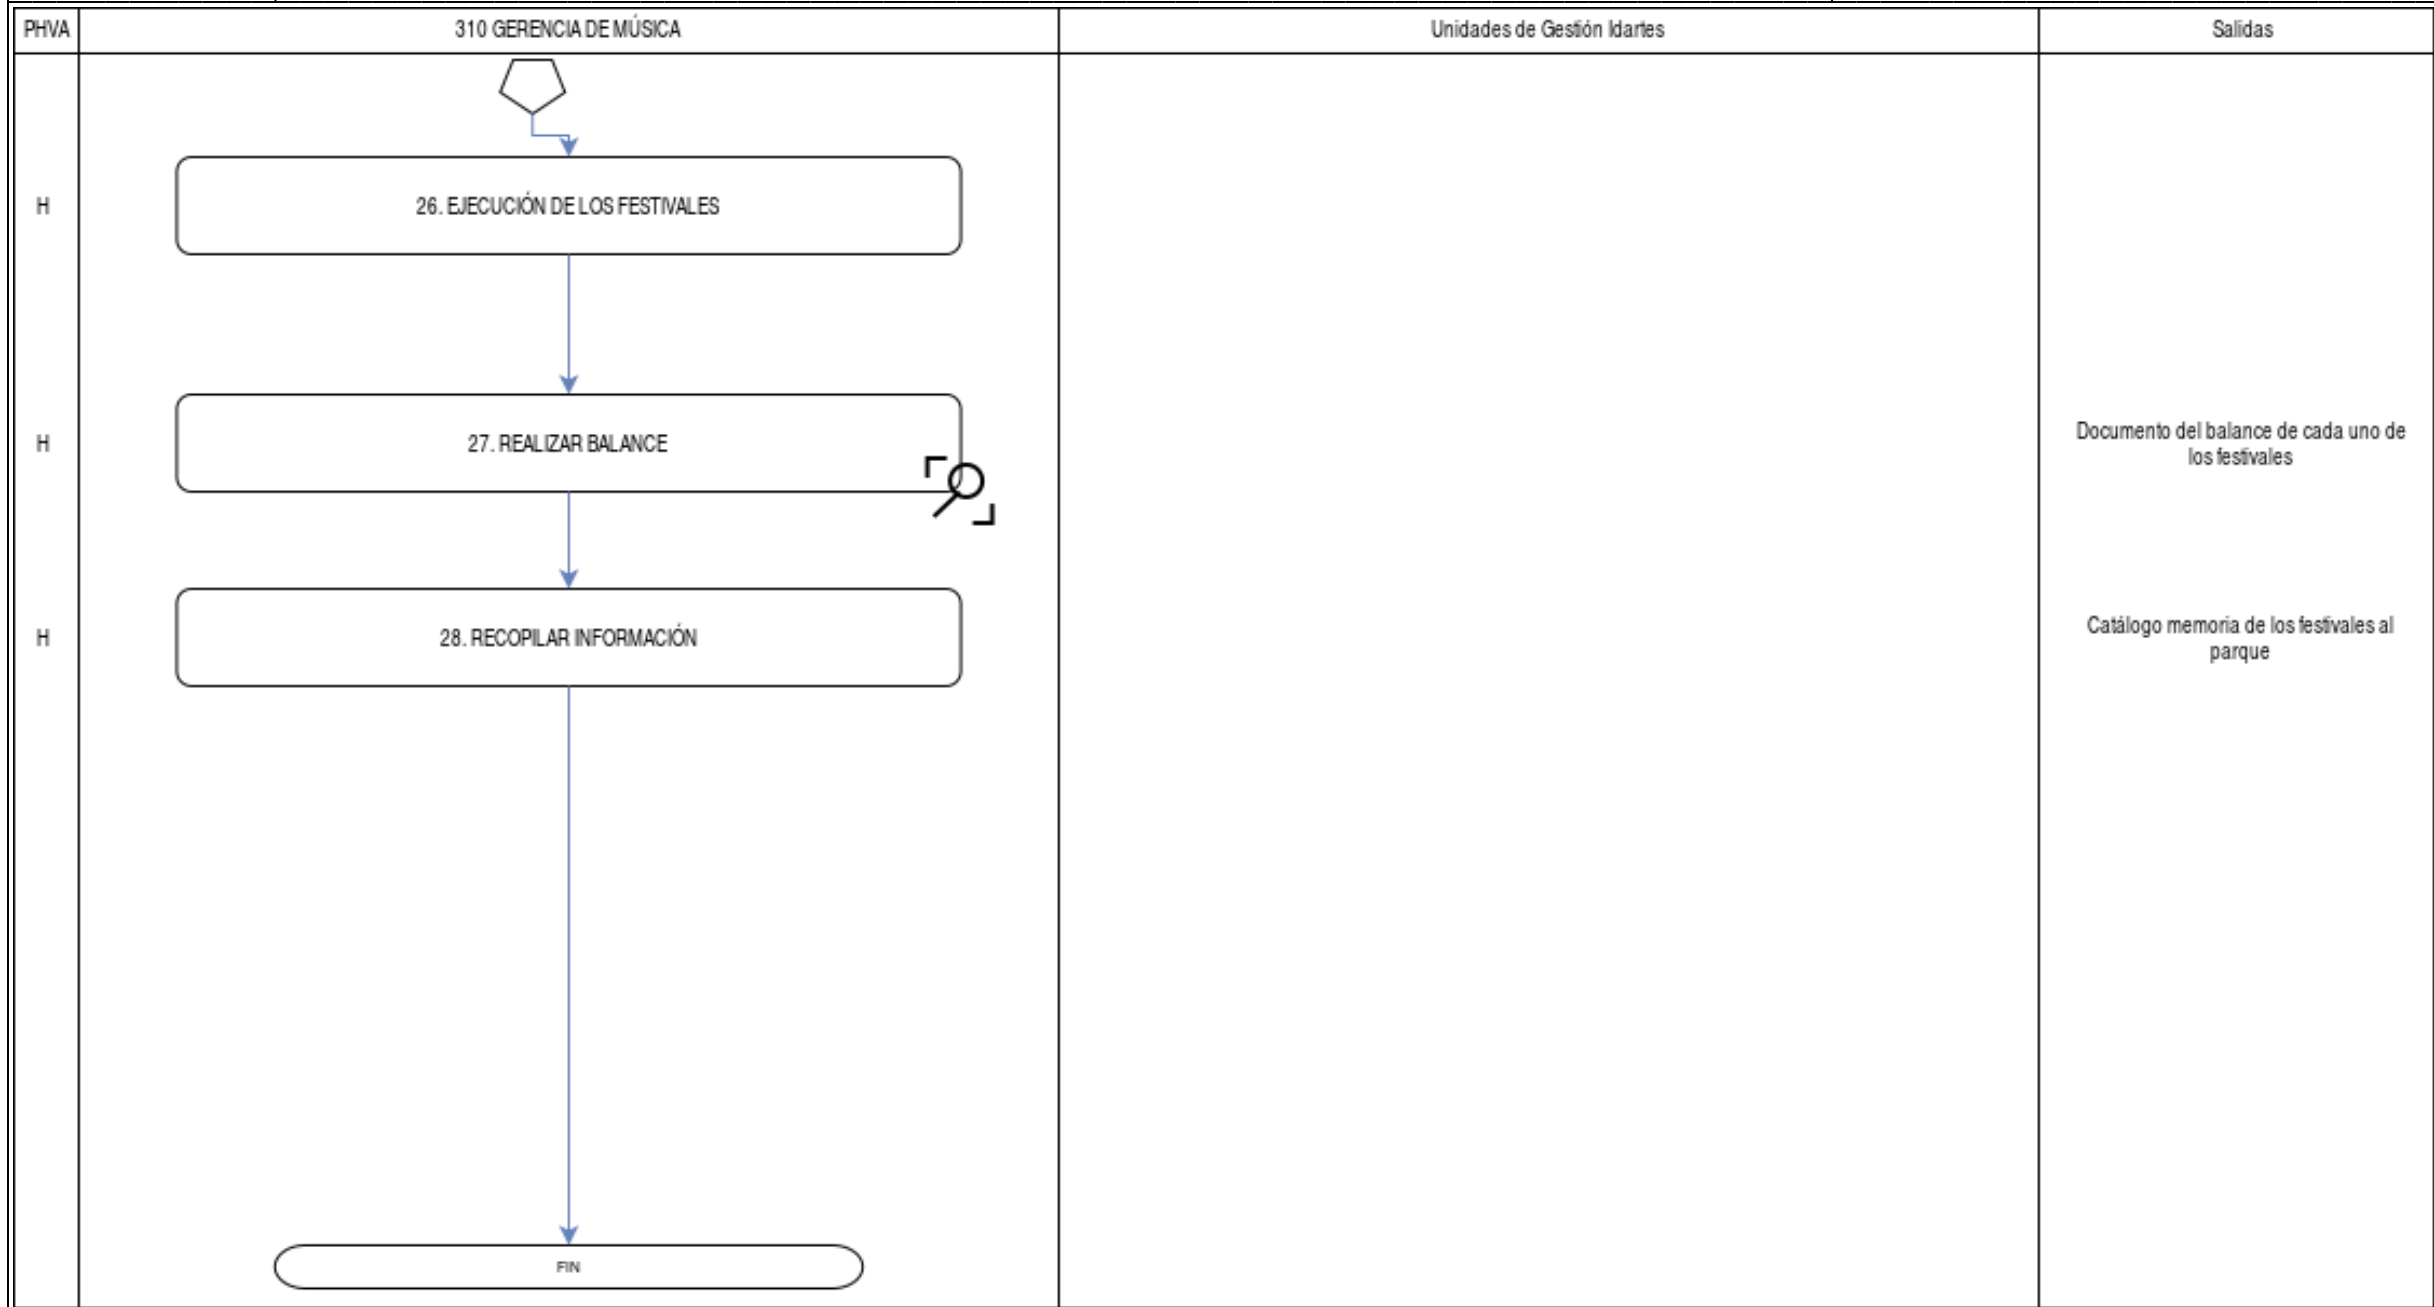 PHVA
310 GERENCIA DE MÚSICA
Unidades de Gestión Idartes
Salidas
H
26. EJECUCIÓN DE LOS FESTIVALES
H
27. REALIZAR BALANCE
Documento del balance de cada uno de
los festivales
H
28. RECOPILAR INFORMACIÓN
Catálogo memoria de los festivales al
parque
FIN